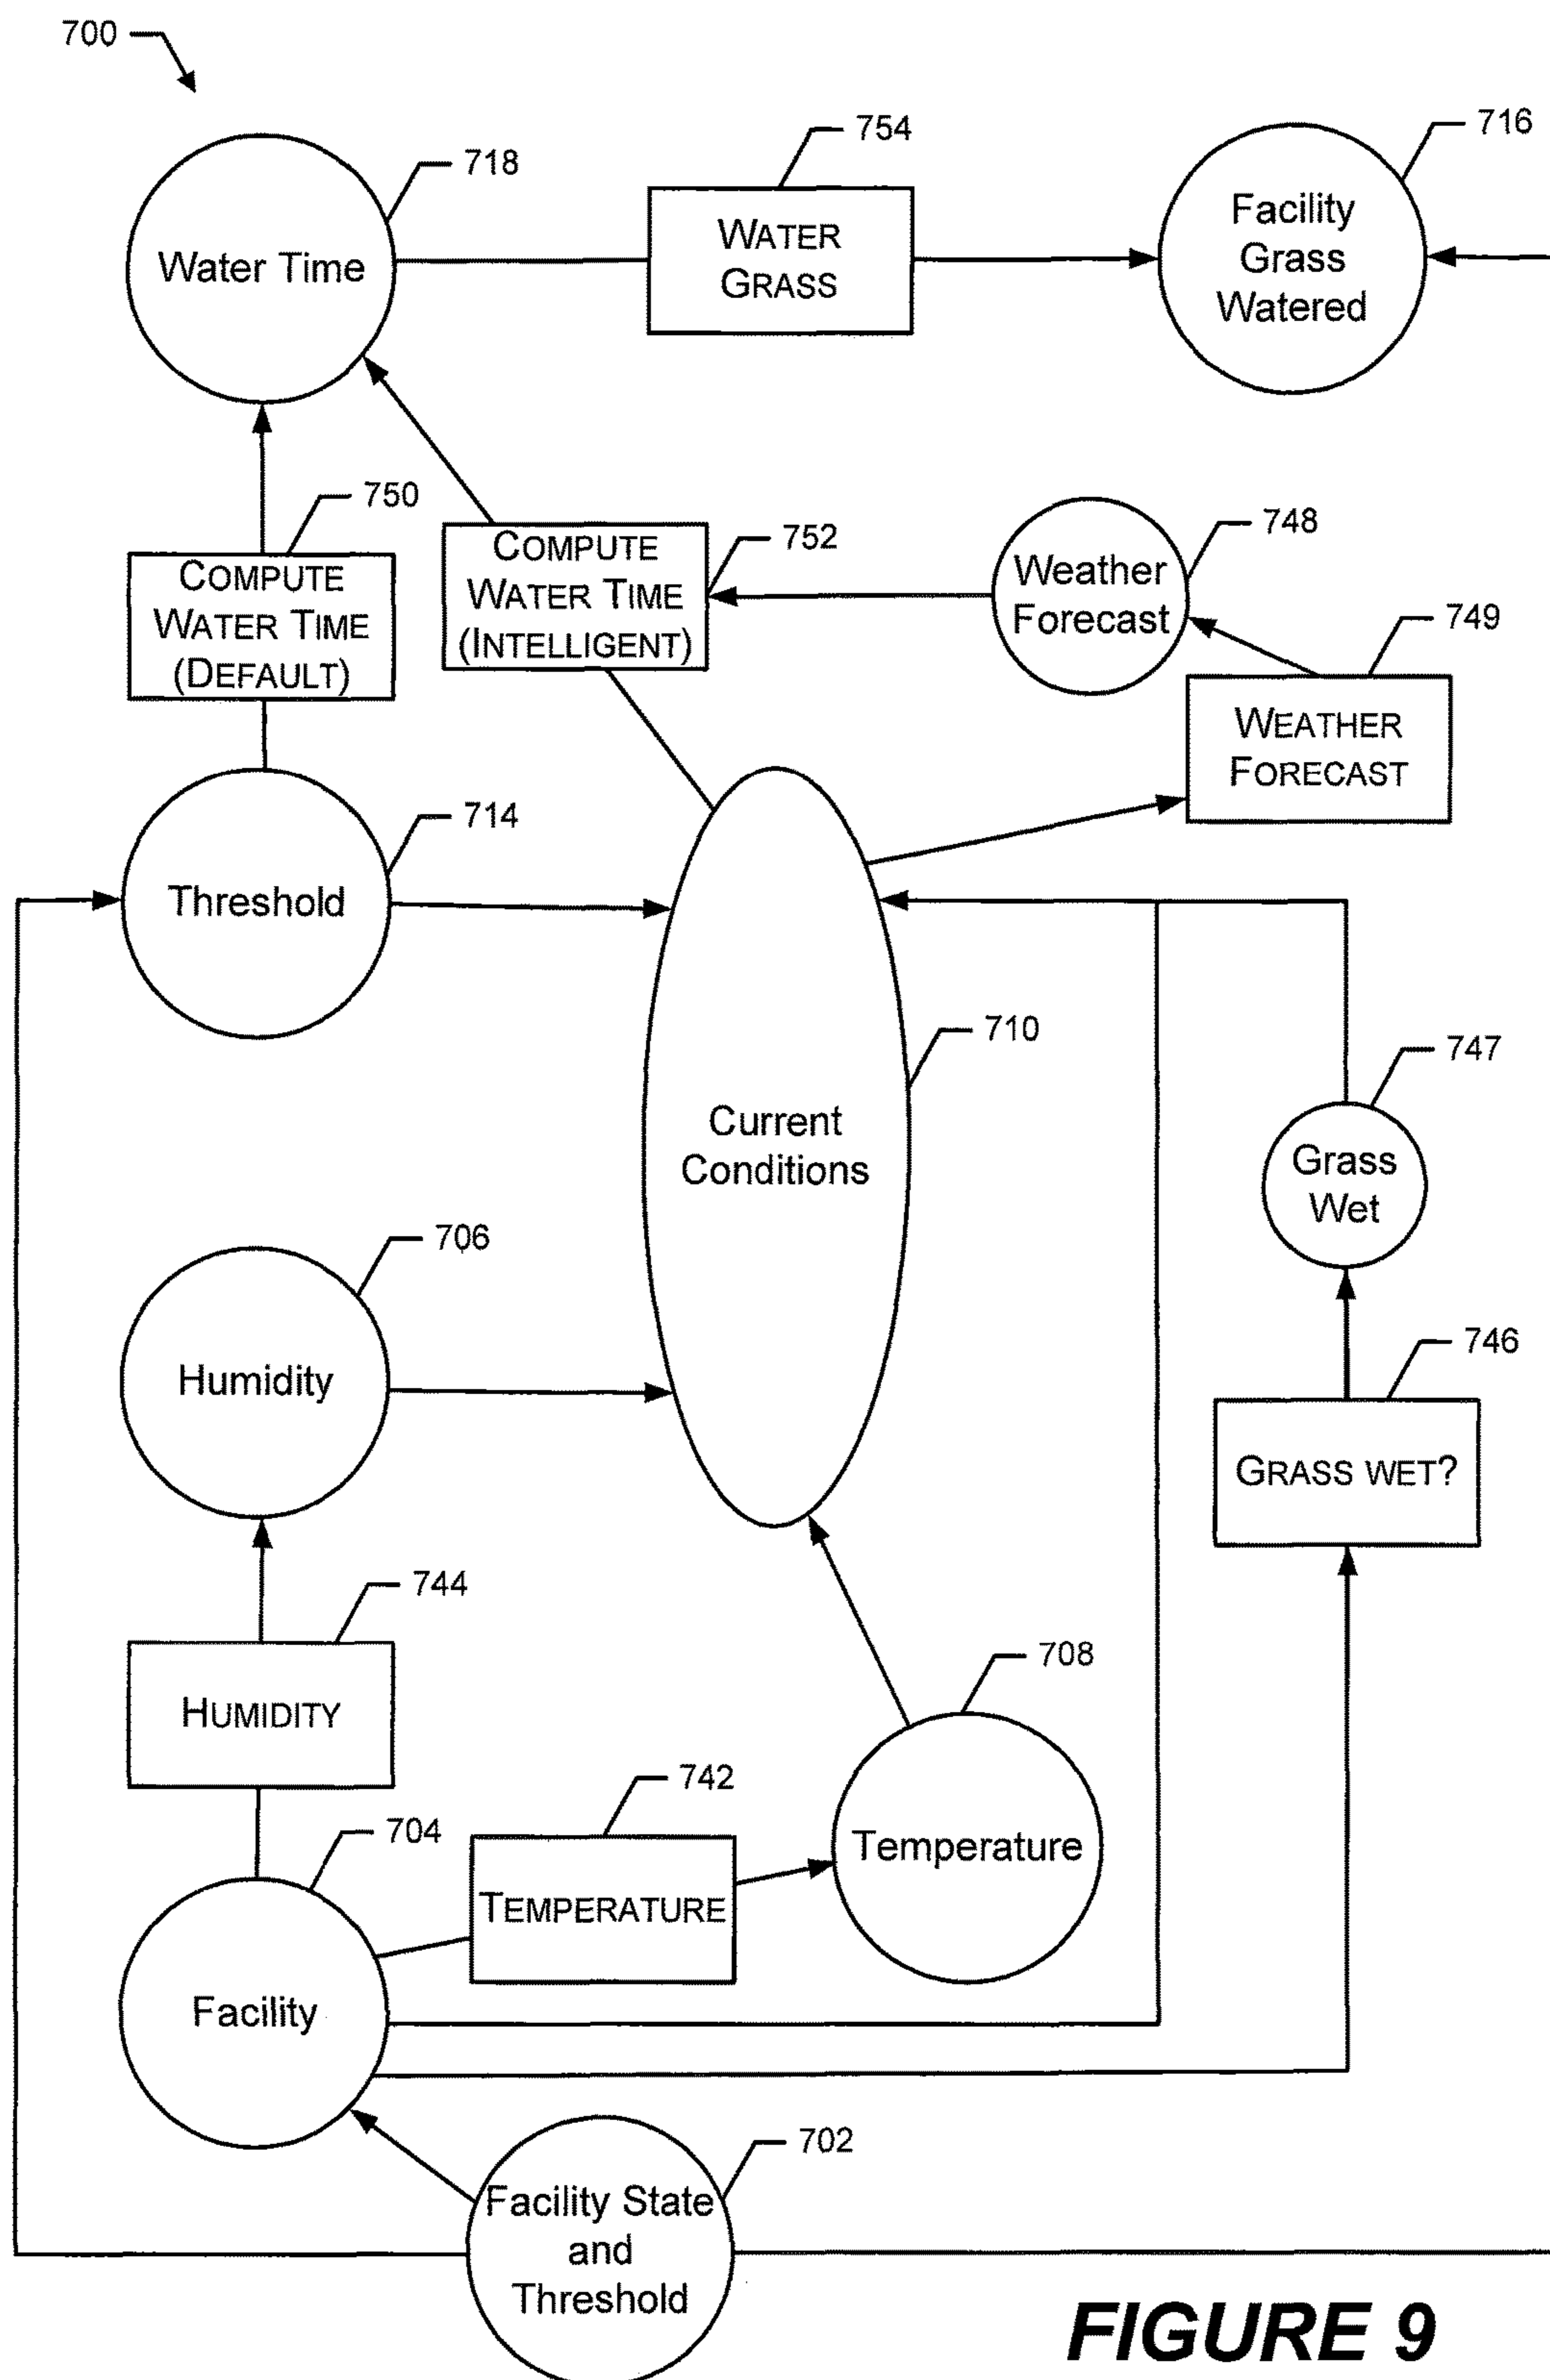 700
718
754
716
Water Time
WATER
GRASS
Facility
Grass
Watered
750
752
748
749
COMPUTE
WATER TIME
(DEFAULT)
COMPUTE
WATER TIME
(INTELLIGENT)
Weather
Forecast
WEATHER
FORECAST
714
Threshold
710
Current
Conditions
747
Grass
Wet
706
Humidity
746
GRASS WET?
744
HUMIDITY
708
Temperature
742
TEMPERATURE
704
Facility
702
Facility State
and
Threshold
FIGURE 9